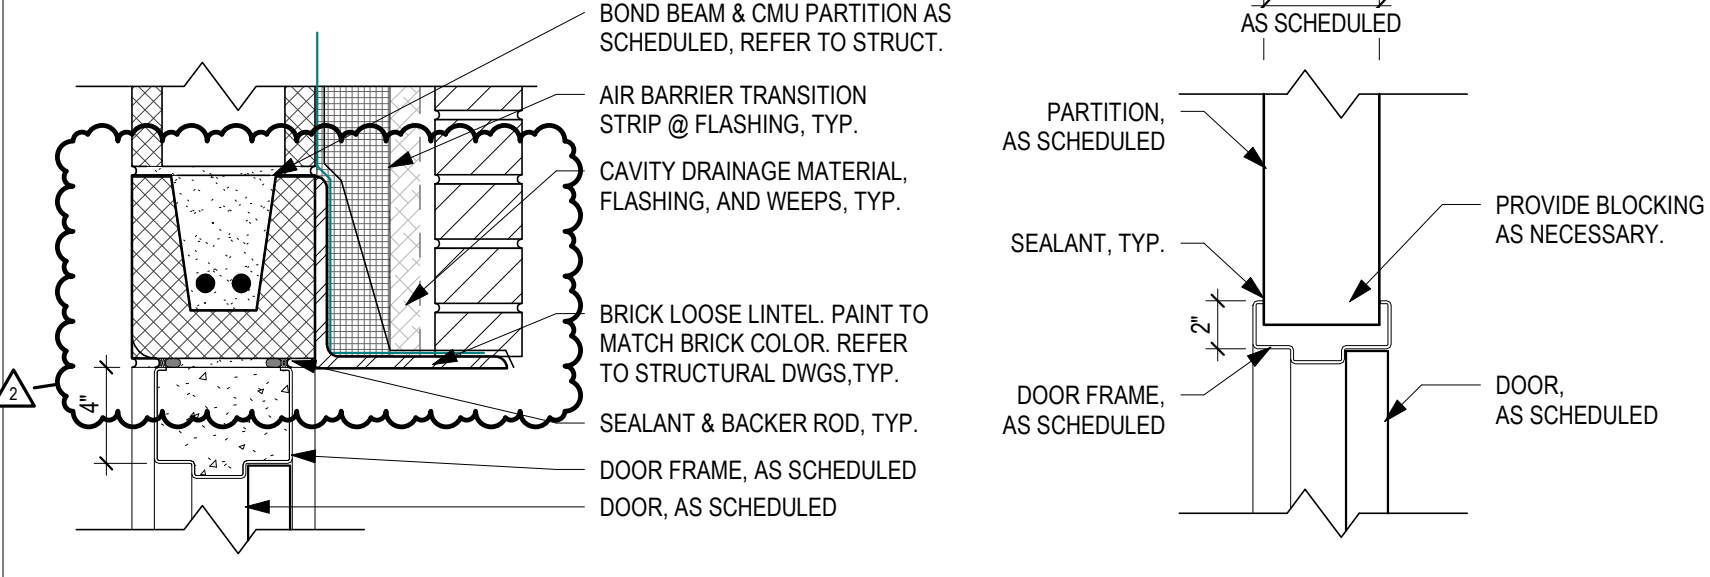 BOND BEAM & CMU PARTITION AS
SCHEDULED, REFER TO STRUCT.
AIR BARRIER TRANSITION
STRIP @ FLASHING, TYP.
CAVITY DRAINAGE MATERIAL,
FLASHING, AND WEEPS, TYP.
BRICK LOOSE LINTEL. PAINT TO
MATCH BRICK COLOR. REFER
TO STRUCTURAL DWGS,TYP.
SEALANT & BACKER ROD, TYP.
DOOR FRAME, AS SCHEDULED
DOOR, AS SCHEDULED
2
4"
AS SCHEDULED
PARTITION,
AS SCHEDULED
SEALANT, TYP.
2"
DOOR FRAME,
AS SCHEDULED
PROVIDE BLOCKING
AS NECESSARY.
DOOR,
AS SCHEDULED